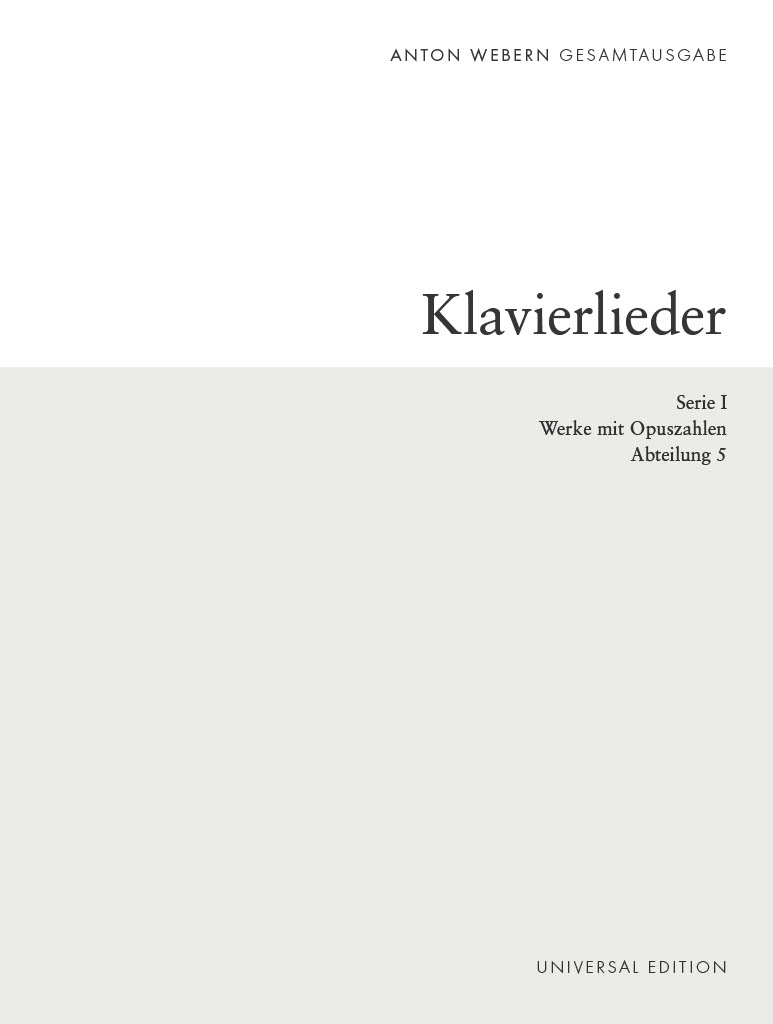 ANTON WEBERN GESAMTAUSGABE
Klavierlieder
Serie I
Werke mit Opuszahlen
Abteilung 5
UNIVERSAL EDITION